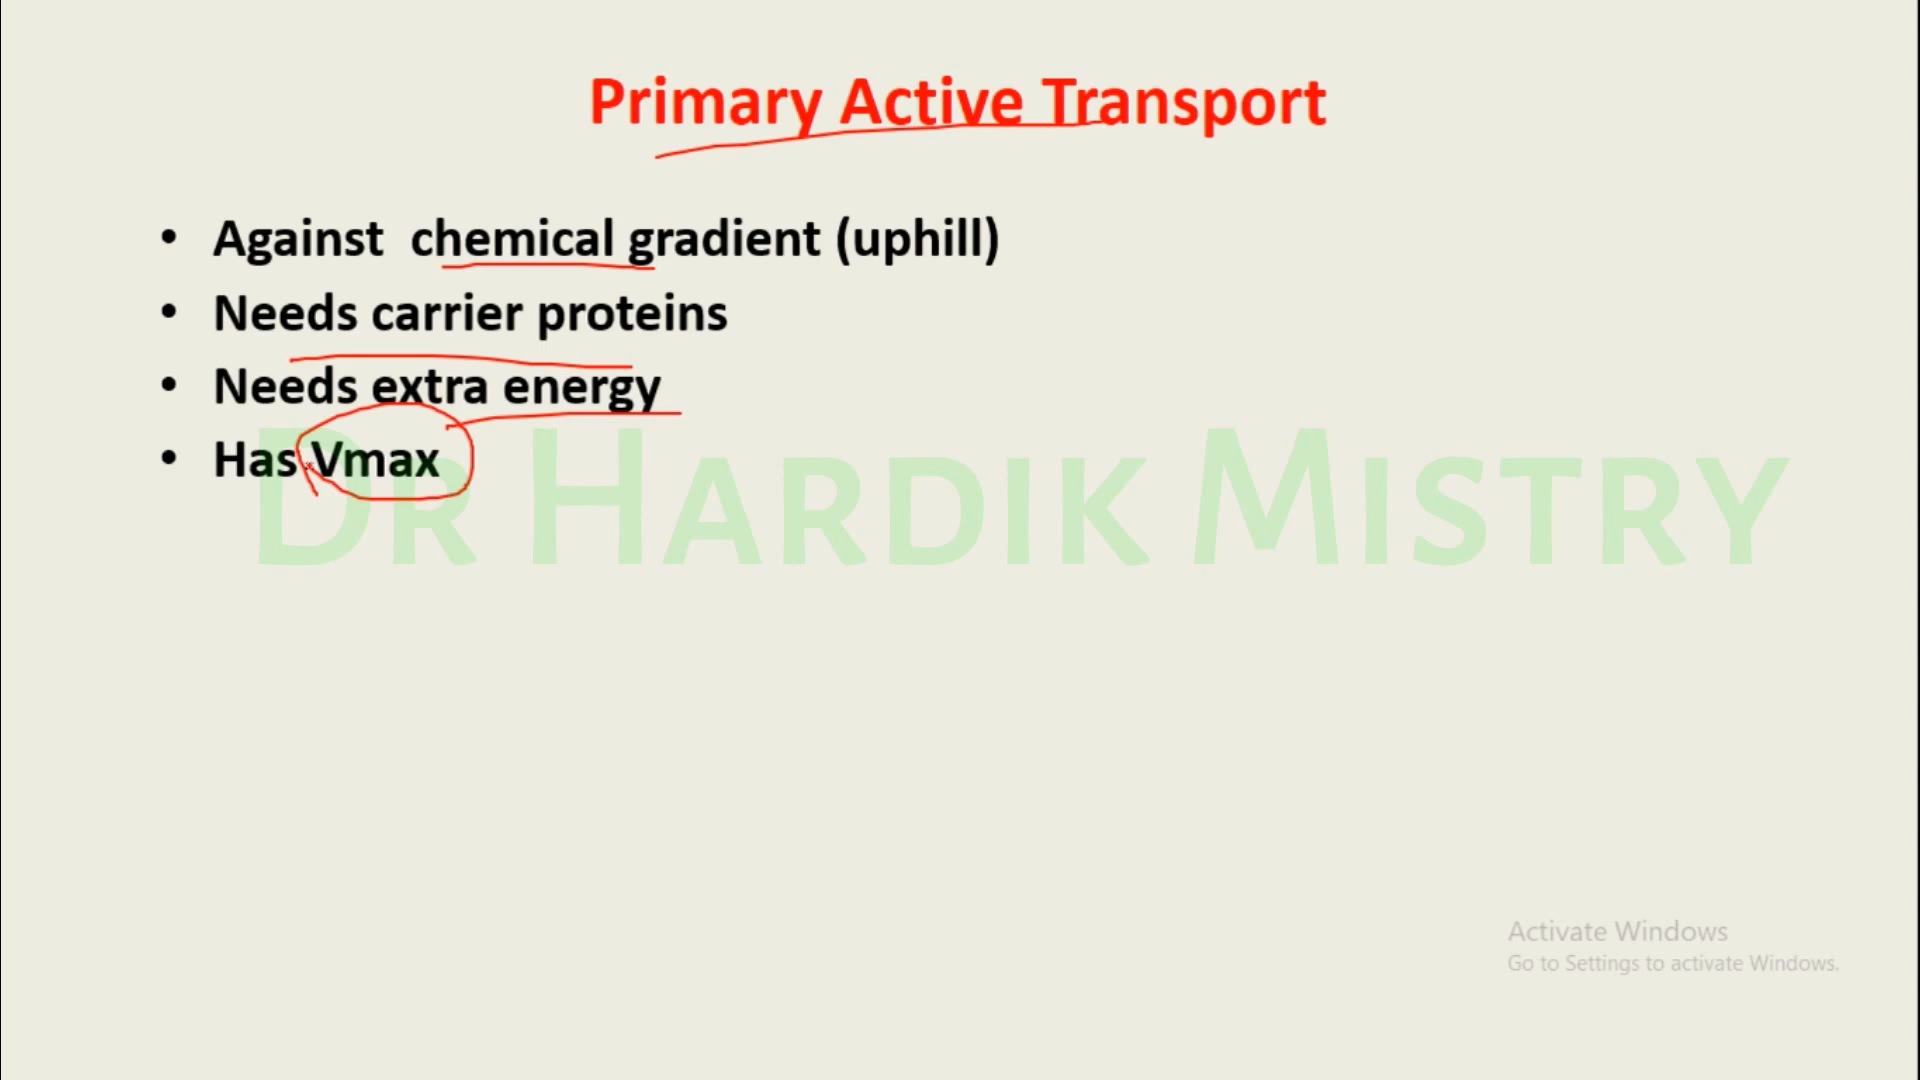 Primary Active Transport
• Against chemical gradient (uphill)
• Needs carrier proteins
• Needs extra energy
• Has Vmax
DR HARDIK MISTRY
Activate Windows
Go to Settings to activate Windows.